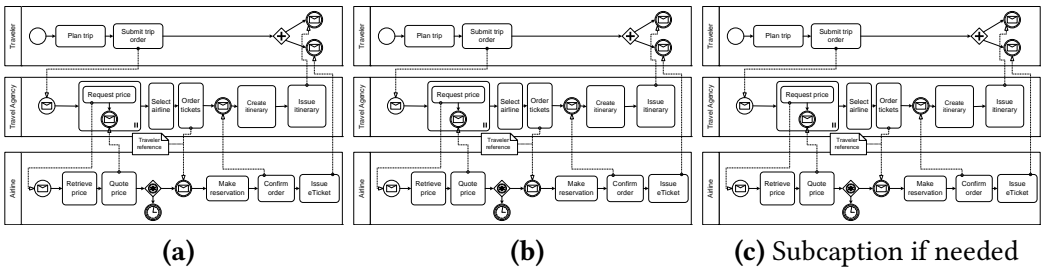 Traveler
Plan trip
Submit trip
order
Travel Agency
Request price
Select
airline
Order
tickets
Create
itinerary
Issue
itinerary
Traveler
reference
Airline
Retrieve
price
Quote
price
Make
reservation
Confirm
order
Issue
eTicket
(a)
Traveler
Plan trip
Submit trip
order
Travel Agency
Request price
Select
airline
Order
tickets
Create
itinerary
Issue
itinerary
Traveler
reference
Airline
Retrieve
price
Quote
price
Make
reservation
Confirm
order
Issue
eTicket
(b)
Traveler
Plan trip
Submit trip
order
Travel Agency
Request price
Select
airline
Order
tickets
Create
itinerary
Issue
itinerary
Traveler
reference
Airline
Retrieve
price
Quote
price
Make
reservation
Confirm
order
Issue
eTicket
(c) Subcaption if needed